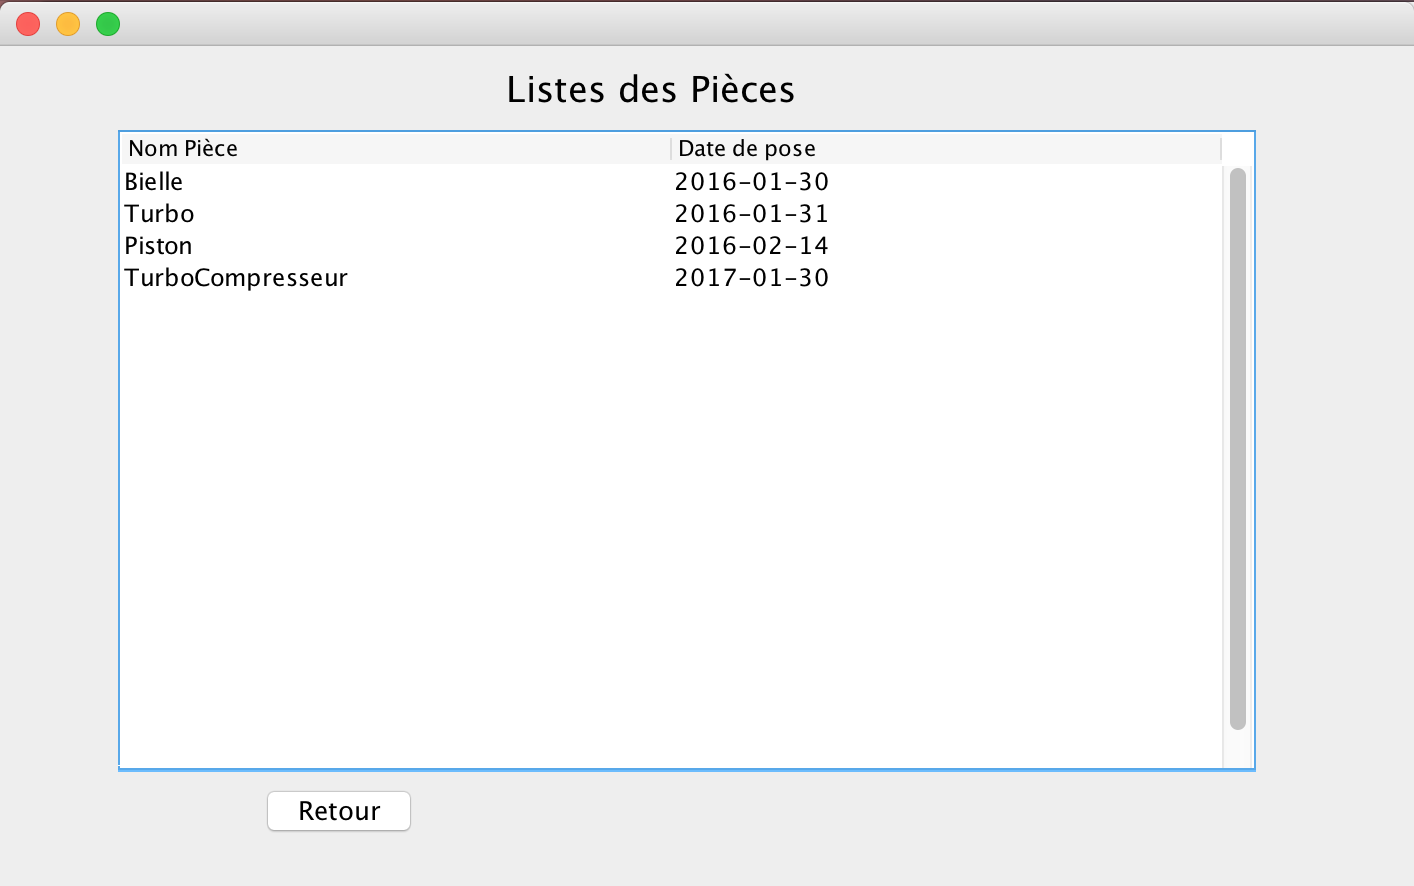 Listes des Pièces
Nom Pièce Date de pose
Bielle 2016-01-30
Turbo 2016-01-31
Piston 2016-02-14
TurboCompresseur 2017-01-30
Retour